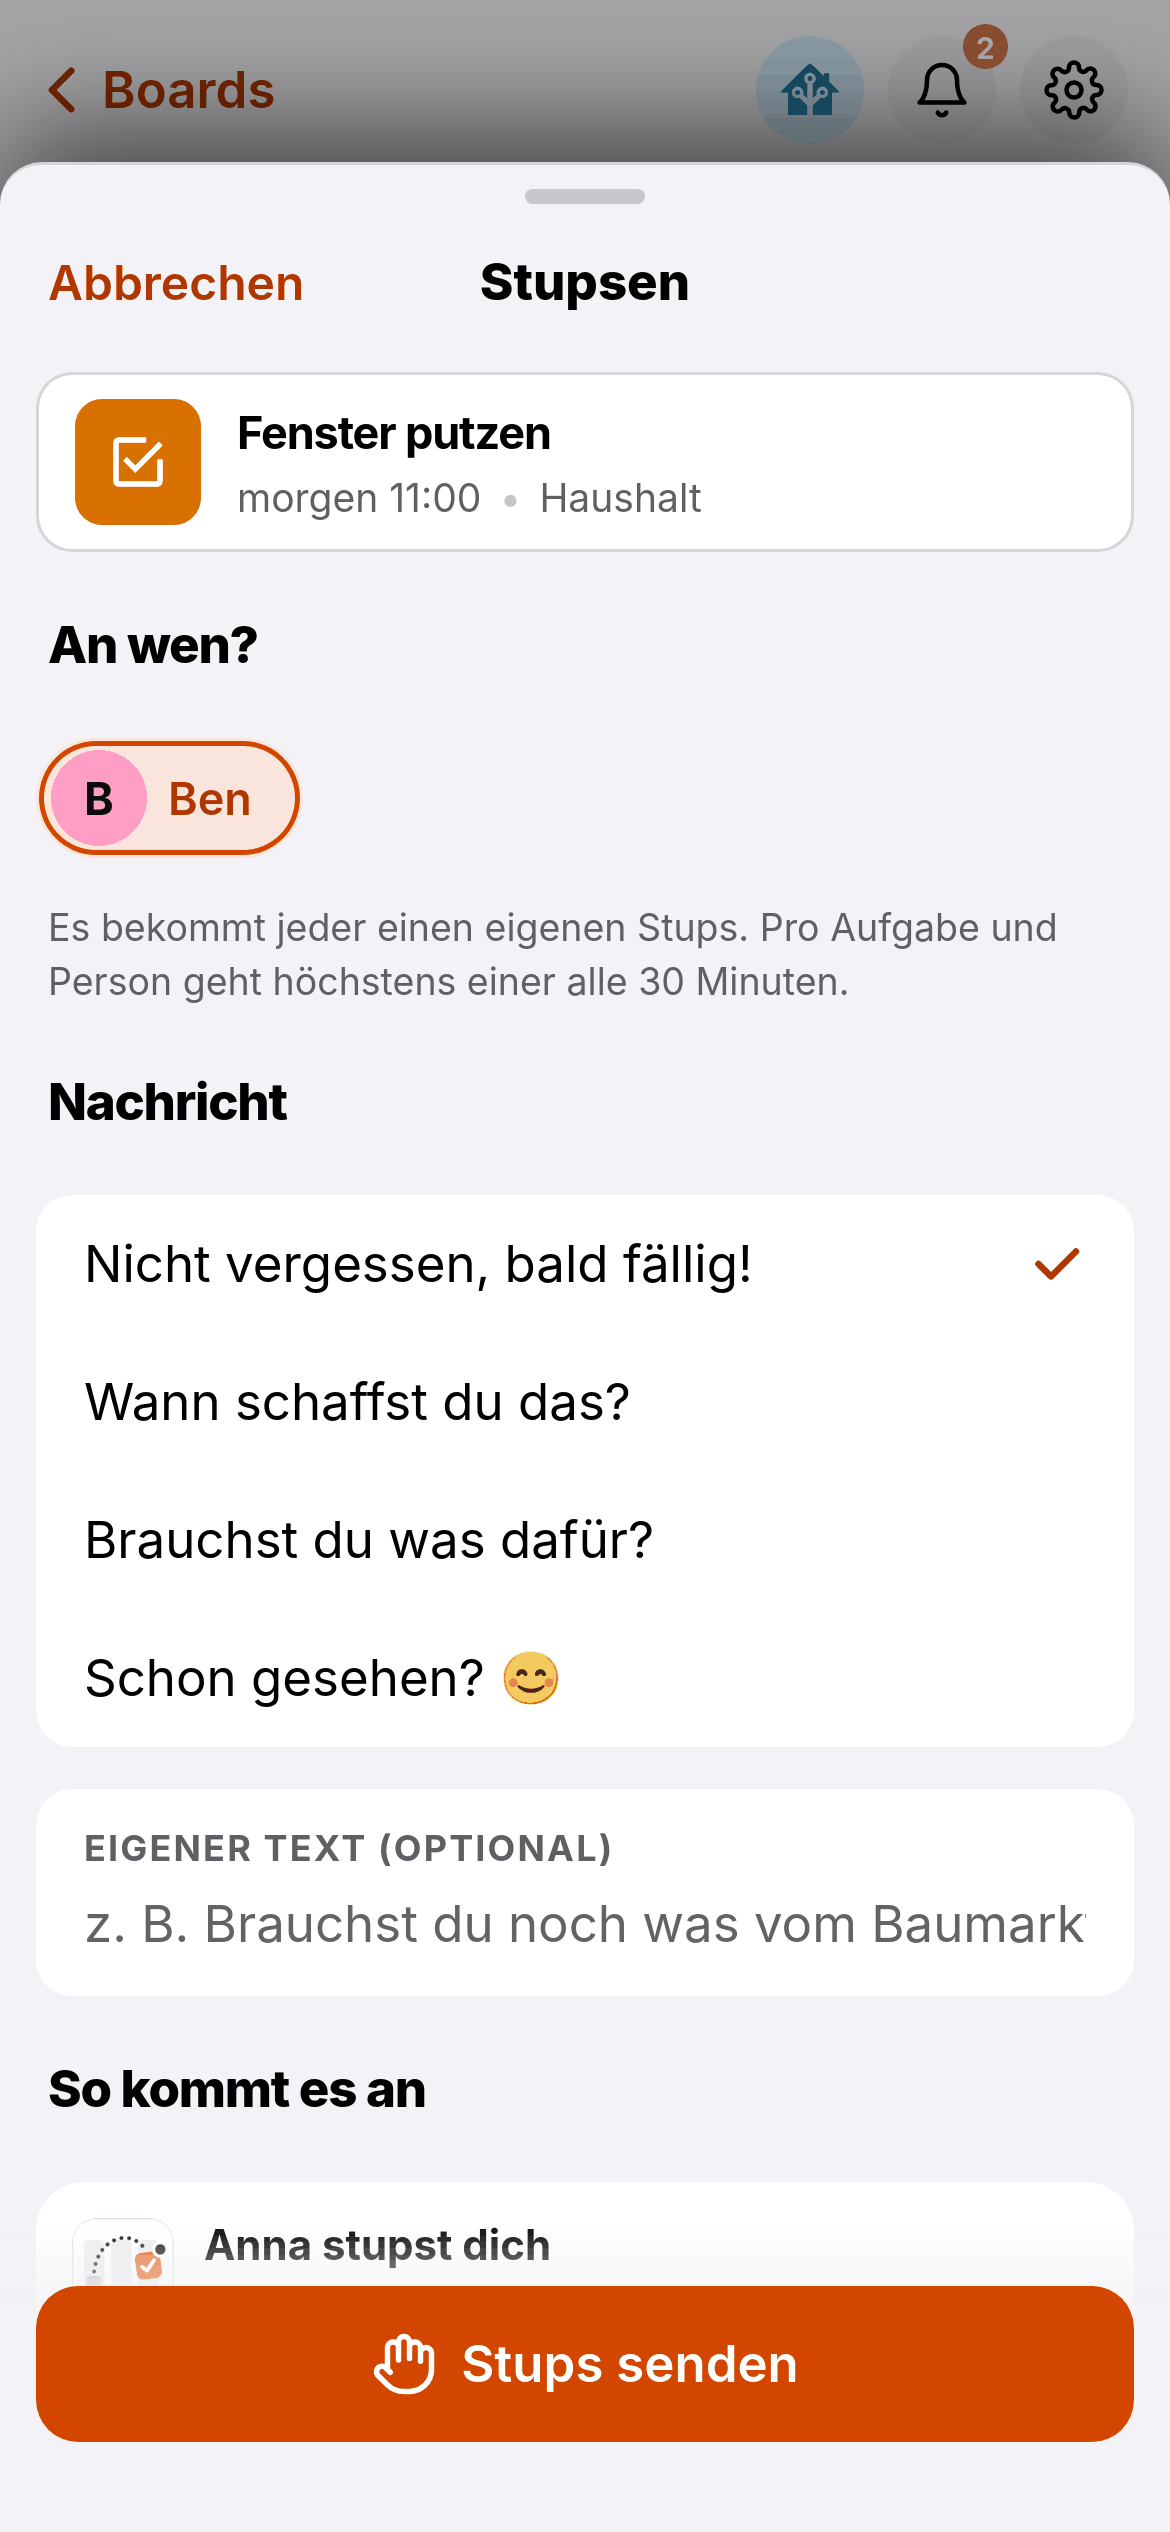 Boards
2
Abbrechen
Stupsen
Fenster putzen
morgen 11:00 • Haushalt
An wen?
B
Ben
Es bekommt jeder einen eigenen Stups. Pro Aufgabe und
Person geht höchstens einer alle 30 Minuten.
Nachricht
Nicht vergessen, bald fällig!
Wann schaffst du das?
Brauchst du was dafür?
Schon gesehen? 😊
EIGENER TEXT (OPTIONAL)
z. B. Brauchst du noch was vom Baumarkt
So kommt es an
Anna stupst dich
Stups senden